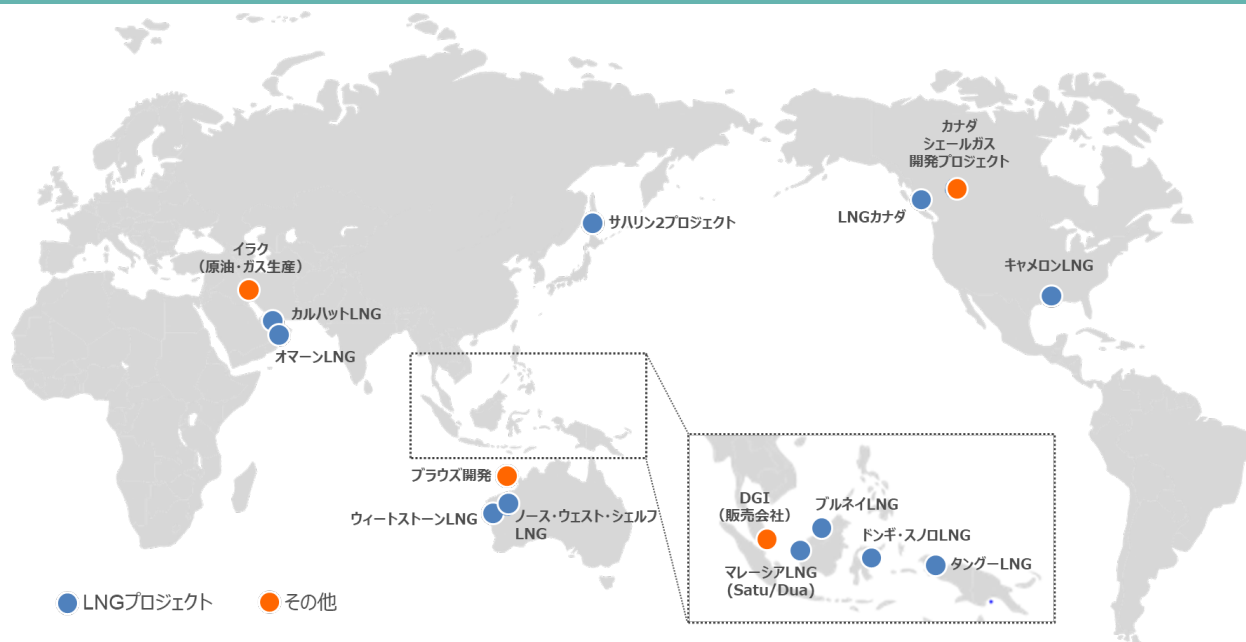 カナダ
シェールガス
開発プロジェクト
LNGカナダ
サハリン2プロジェクト
キャメロンLNG
イラク
（原油・ガス生産）
カルハットLNG
オマーンLNG
ブラウズ開発
ウィートストーンLNG
ノース・ウェスト・シェルフ
LNG
DGI
（販売会社）
ブルネイLNG
ドンギ・スノロLNG
タングーLNG
マレーシアLNG
(Satu/Dua)
LNGプロジェクト
その他